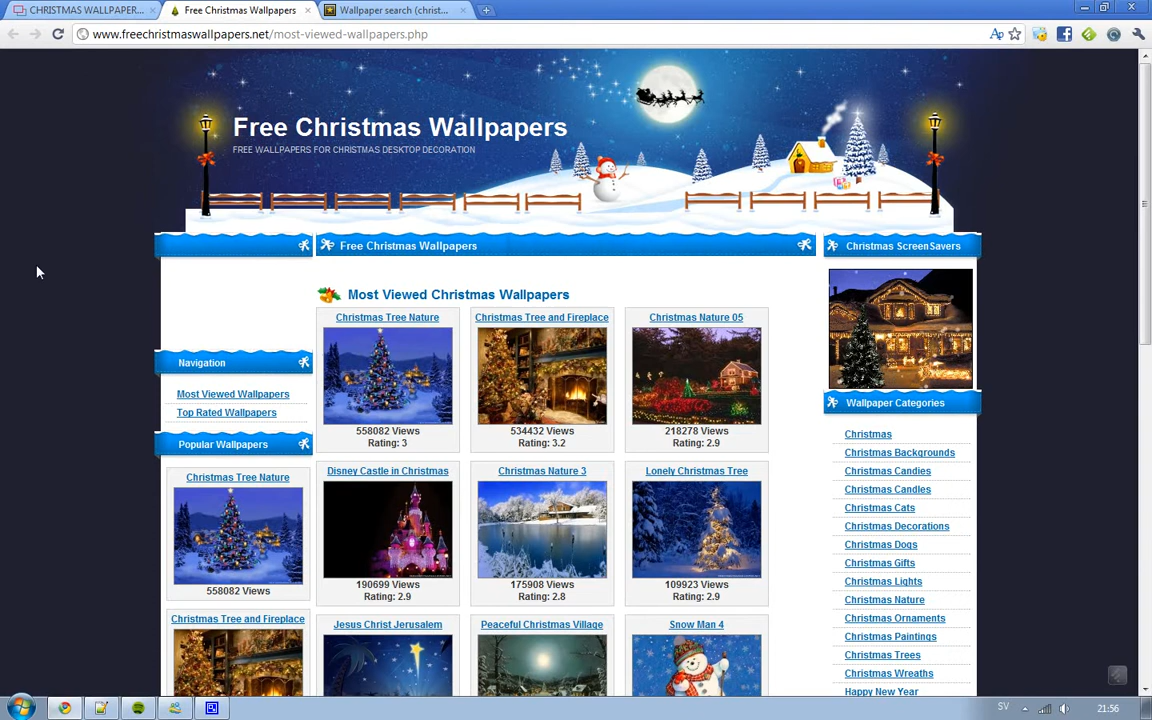 CHRISTMAS WALLPAPER...
Free Christmas Wallpapers
Wallpaper search (christ...
www.freechristmaswallpapers.net/most-viewed-wallpapers.php
Free Christmas Wallpapers
FREE WALLPAPERS FOR CHRISTMAS DESKTOP DECORATION
Free Christmas Wallpapers
Christmas ScreenSavers
Most Viewed Christmas Wallpapers
Navigation
Most Viewed Wallpapers
Top Rated Wallpapers
Popular Wallpapers
Christmas Tree Nature
558082 Views
Christmas Tree and Fireplace
Christmas Tree Nature
558082 Views
Rating: 3
Christmas Tree and Fireplace
534432 Views
Rating: 3.2
Christmas Nature 05
218278 Views
Rating: 2.9
Disney Castle in Christmas
190699 Views
Rating: 2.9
Christmas Nature 3
175908 Views
Rating: 2.8
Lonely Christmas Tree
109923 Views
Rating: 2.9
Jesus Christ Jerusalem
Peaceful Christmas Village
Snow Man 4
Wallpaper Categories
Christmas
Christmas Backgrounds
Christmas Candies
Christmas Candles
Christmas Cats
Christmas Decorations
Christmas Dogs
Christmas Gifts
Christmas Lights
Christmas Nature
Christmas Ornaments
Christmas Paintings
Christmas Trees
Christmas Wreaths
Happy New Year
SV
21:56